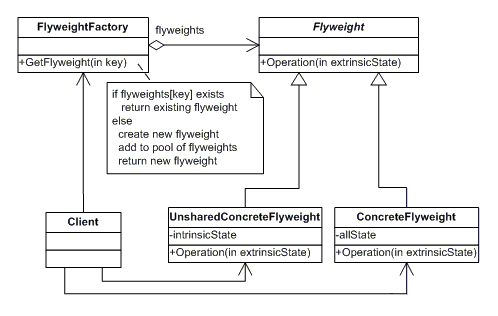 FlyweightFactory
flyweights
Flyweight
+GetFlyweight(in key)
+Operation(in extrinsicState)
if flyweights[key] exists
return existing flyweight
else
create new flyweight
add to pool of flyweights
return new flyweight
Client
UnsharedConcreteFlyweight
-intrinsicState
+Operation(in extrinsicState)
ConcreteFlyweight
-allState
+Operation(in extrinsicState)